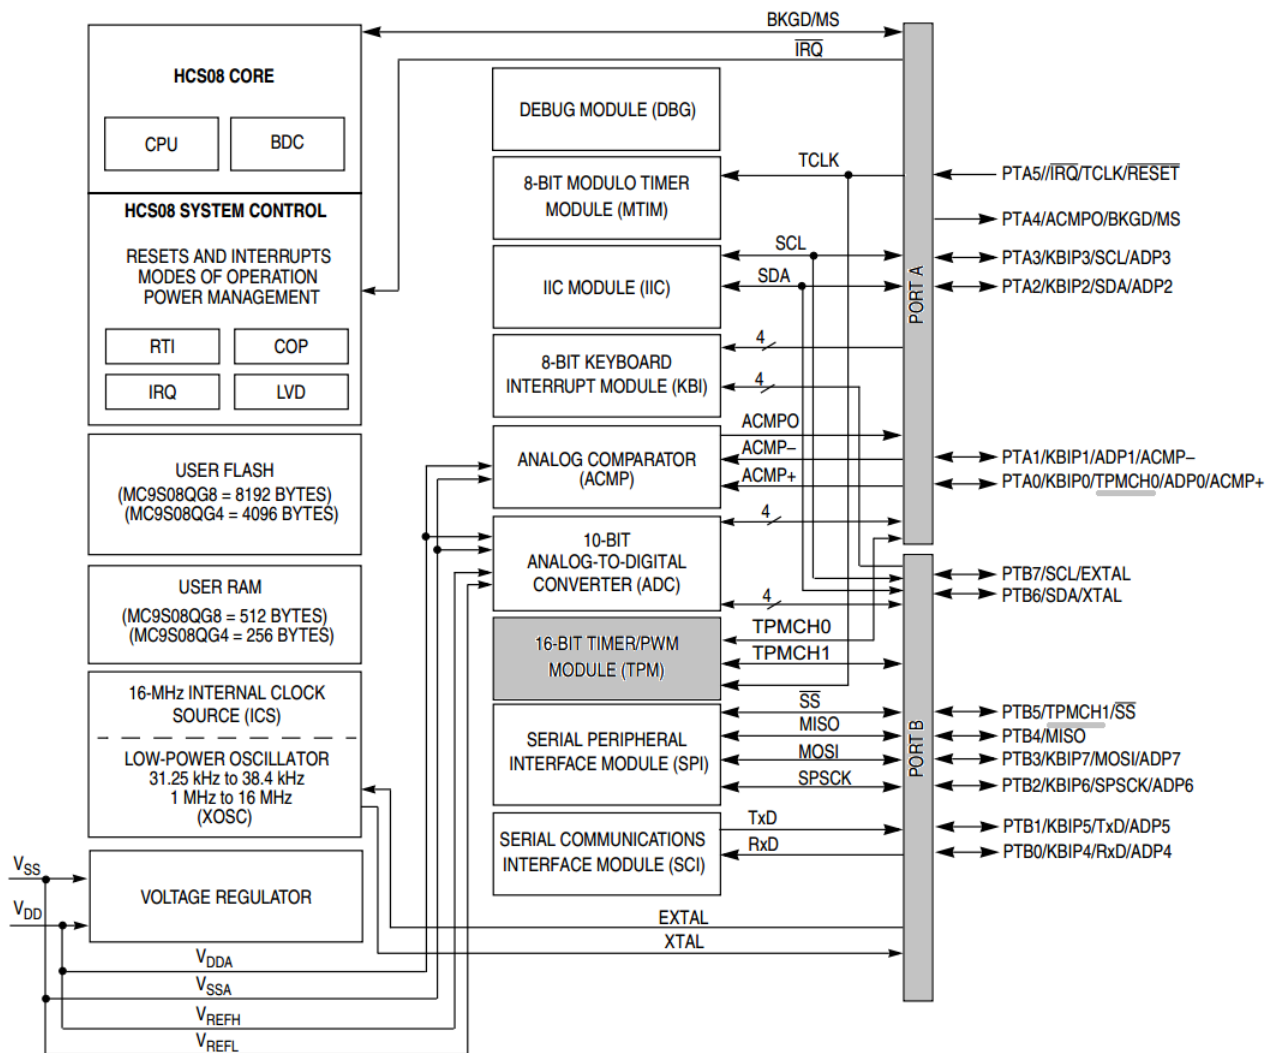 BKGD/MS
IRQ
HCS08 CORE
CPU
BDC
HCS08 SYSTEM CONTROL
RESETS AND INTERRUPTS
MODES OF OPERATION
POWER MANAGEMENT
RTI
COP
IRQ
LVD
USER FLASH
(MC9S08QG8 = 8192 BYTES)
(MC9S08QG4 = 4096 BYTES)
USER RAM
(MC9S08QG8 = 512 BYTES)
(MC9S08QG4 = 256 BYTES)
16-MHz INTERNAL CLOCK
SOURCE (ICS)
LOW-POWER OSCILLATOR
31.25 kHz to 38.4 kHz
1 MHz to 16 MHz
(XOSC)
VSS
VDD
VOLTAGE REGULATOR
VDDA
VSSA
VREFH
VREFL
DEBUG MODULE (DBG)
8-BIT MODULO TIMER
MODULE (MTIM)
TCLK
IIC MODULE (IIC)
SCL
SDA
8-BIT KEYBOARD
INTERRUPT MODULE (KBI)
4
4
ANALOG COMPARATOR
(ACMP)
ACMPO
ACMP–
ACMP+
10-BIT
ANALOG-TO-DIGITAL
CONVERTER (ADC)
4
4
16-BIT TIMER/PWM
MODULE (TPM)
TPMCH0
TPMCH1
SERIAL PERIPHERAL
INTERFACE MODULE (SPI)
SS
MISO
MOSI
SPSCK
SERIAL COMMUNICATIONS
INTERFACE MODULE (SCI)
TxD
RxD
EXTAL
XTAL
PORT A
PORT B
PTA5//IRQ/TCLK/RESET
PTA4/ACMPO/BKGD/MS
PTA3/KBIP3/SCL/ADP3
PTA2/KBIP2/SDA/ADP2
PTA1/KBIP1/ADP1/ACMP–
PTA0/KBIP0/TPMCH0/ADP0/ACMP+
PTB7/SCL/EXTAL
PTB6/SDA/XTAL
PTB5/TPMCH1/SS
PTB4/MISO
PTB3/KBIP7/MOSI/ADP7
PTB2/KBIP6/SPSCK/ADP6
PTB1/KBIP5/TxD/ADP5
PTB0/KBIP4/RxD/ADP4